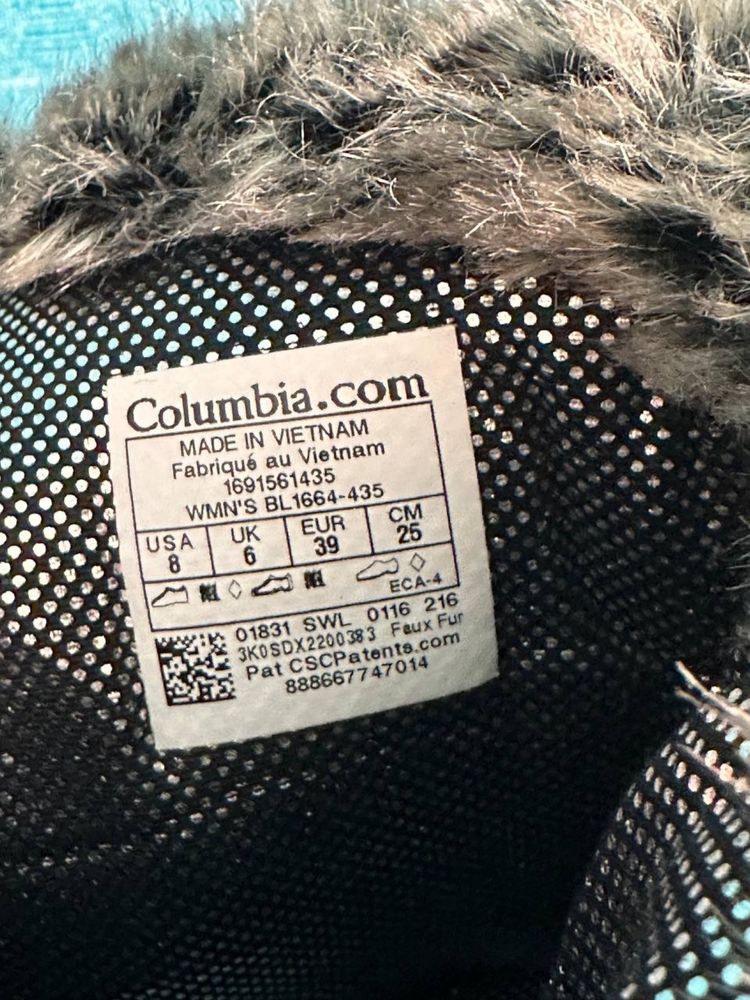 Columbia.com
MADE IN VIETNAM
Fabriqué au Vietnam
1691561435
WMN'S BL1664-435
USA UK EUR CM
8 6 39 25
ECA-4
01831 SWL 0116 216
3K0SDX2200383 Faux Fur
Pat CSCPatents.com
888667747014